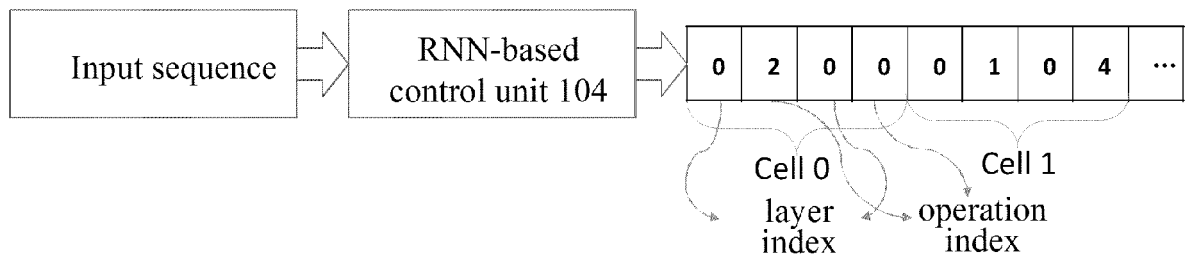 Input sequence
RNN-based
control unit 104
0 2 0 0 0 1 0 4 ...
Cell 0
Cell 1
layer
index
operation
index